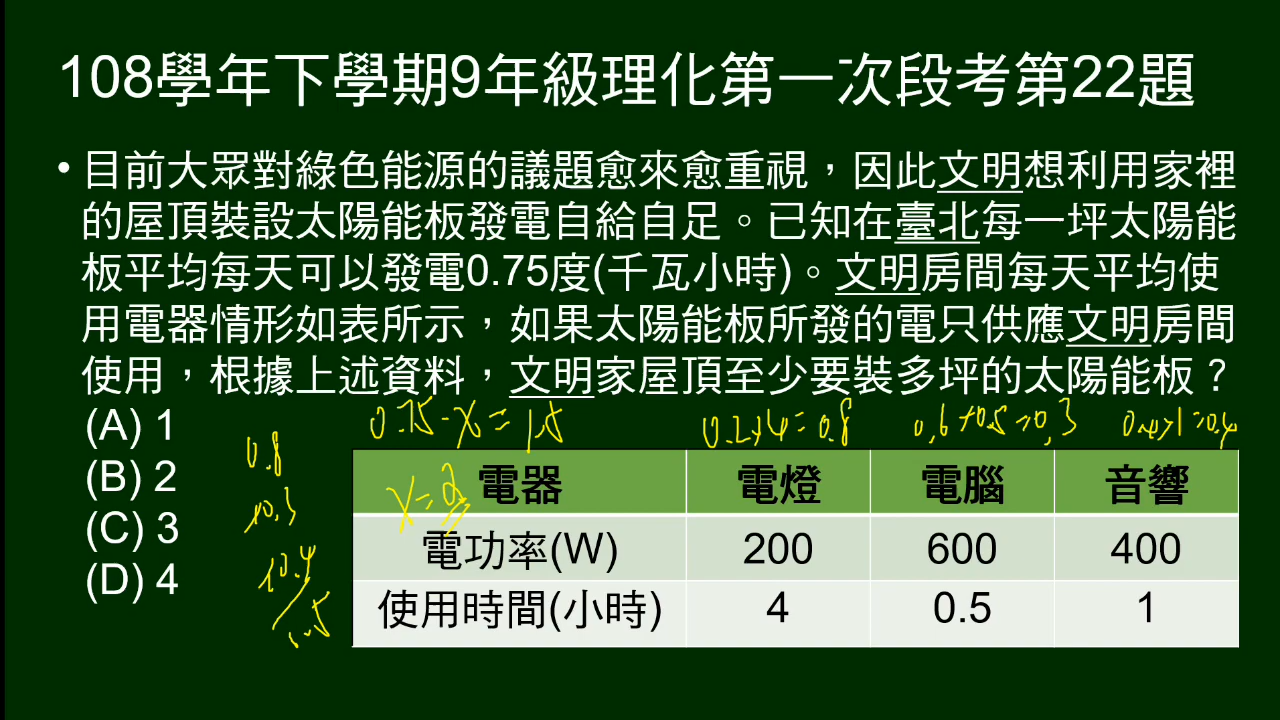 108學年下學期9年級理化第一次段考第22題
• 目前大眾對綠色能源的議題愈來愈重視，因此文明想利用家裡
的屋頂裝設太陽能板發電自給自足。已知在臺北每一坪太陽能
板平均每天可以發電0.75度(千瓦小時)。文明房間每天平均使
用電器情形如表所示，如果太陽能板所發的電只供應文明房間
使用，根據上述資料，文明家屋頂至少要裝多坪的太陽能板？
(A) 1
(B) 2
(C) 3
(D) 4
0.75·x=1.5
x=2
0.2×4=0.8
0.6×0.5=0.3
0.4×1=0.4
0.8
+0.3
+0.4
1.5
電器 電燈 電腦 音響
電功率(W) 200 600 400
使用時間(小時) 4 0.5 1